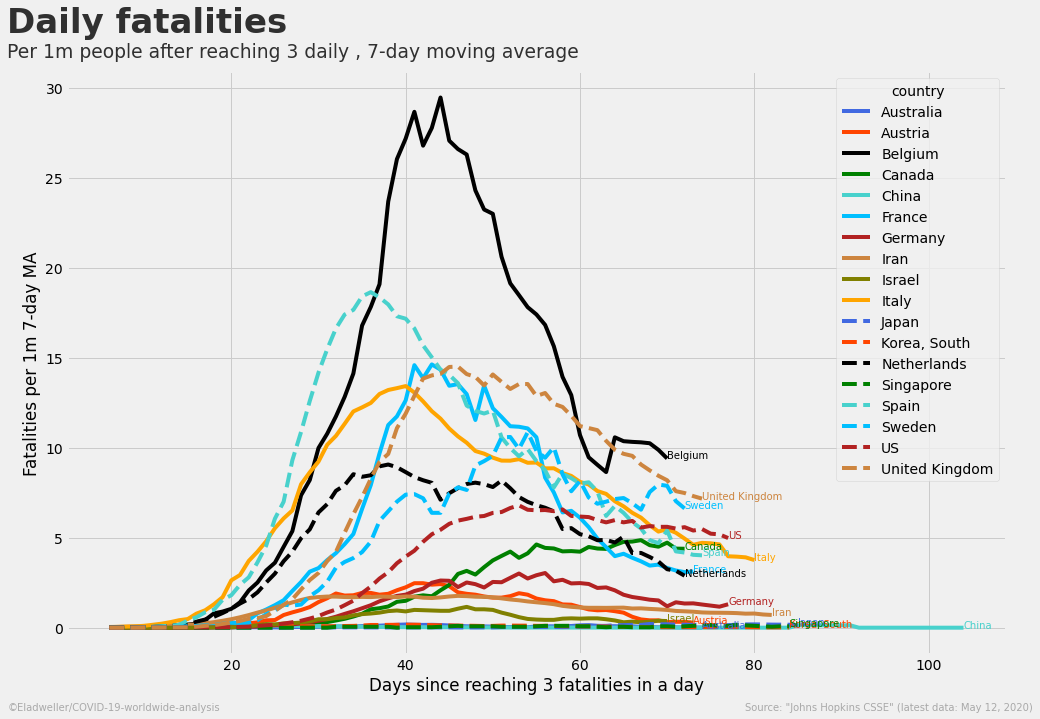 Daily fatalities
Per 1m people after reaching 3 daily , 7-day moving average
Fatalities per 1m 7-day MA
30
25
20
15
10
5
0
20
40
60
80
100
Days since reaching 3 fatalities in a day
country
Australia
Austria
Belgium
Canada
China
France
Germany
Iran
Israel
Italy
Japan
Korea, South
Netherlands
Singapore
Spain
Sweden
US
United Kingdom
Belgium
United Kingdom
Sweden
US
Canada
Spain
Italy
France
Netherlands
Germany
Iran
Israel
Austria
Singapore
China
©Eladweller/COVID-19-worldwide-analysis
Source: "Johns Hopkins CSSE" (latest data: May 12, 2020)